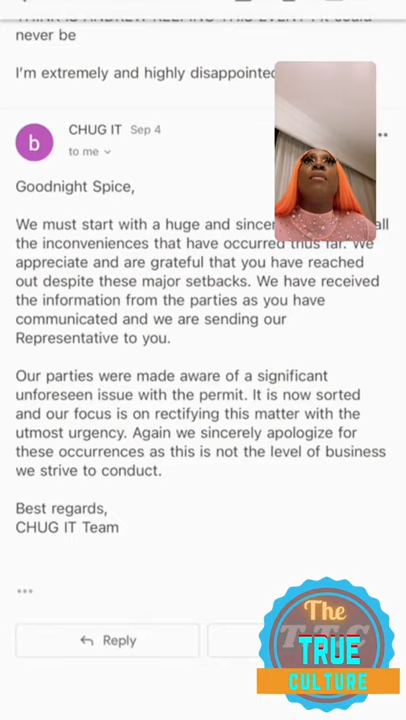 never be
I'm extremely and highly disappointed
CHUG IT Sep 4
b
to me
Goodnight Spice,
We must start with a huge and all
the inconveniences that have occurred thus far. We
appreciate and are grateful that you have reached
out despite these major setbacks. We have received
the information from the parties as you have
communicated and we are sending our
Representative to you.
Our parties were made aware of a significant
unforeseen issue with the permit. It is now sorted
and our focus is on rectifying this matter with the
utmost urgency. Again we sincerely apologize for
these occurrences as this is not the level of business
we strive to conduct.
Best regards,
CHUG IT Team
Reply
The
TTC
TRUE
CULTURE